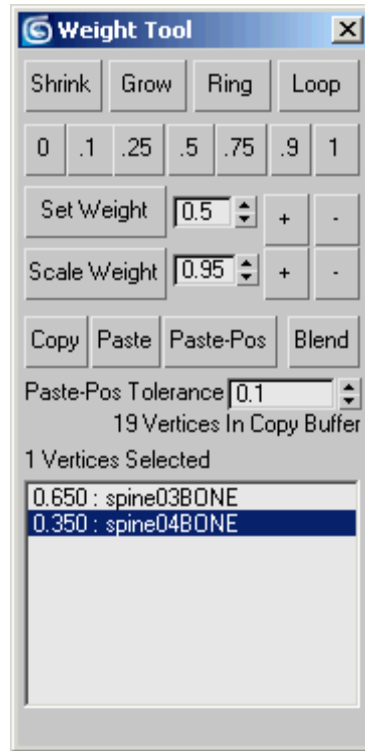 Weight Tool
Shrink Grow Ring Loop
0 .1 .25 .5 .75 .9 1
Set Weight 0.5 + -
Scale Weight 0.95 + -
Copy Paste Paste-Pos Blend
Paste-Pos Tolerance 0.1
19 Vertices In Copy Buffer
1 Vertices Selected
0.650 : spine03BONE
0.350 : spine04BONE